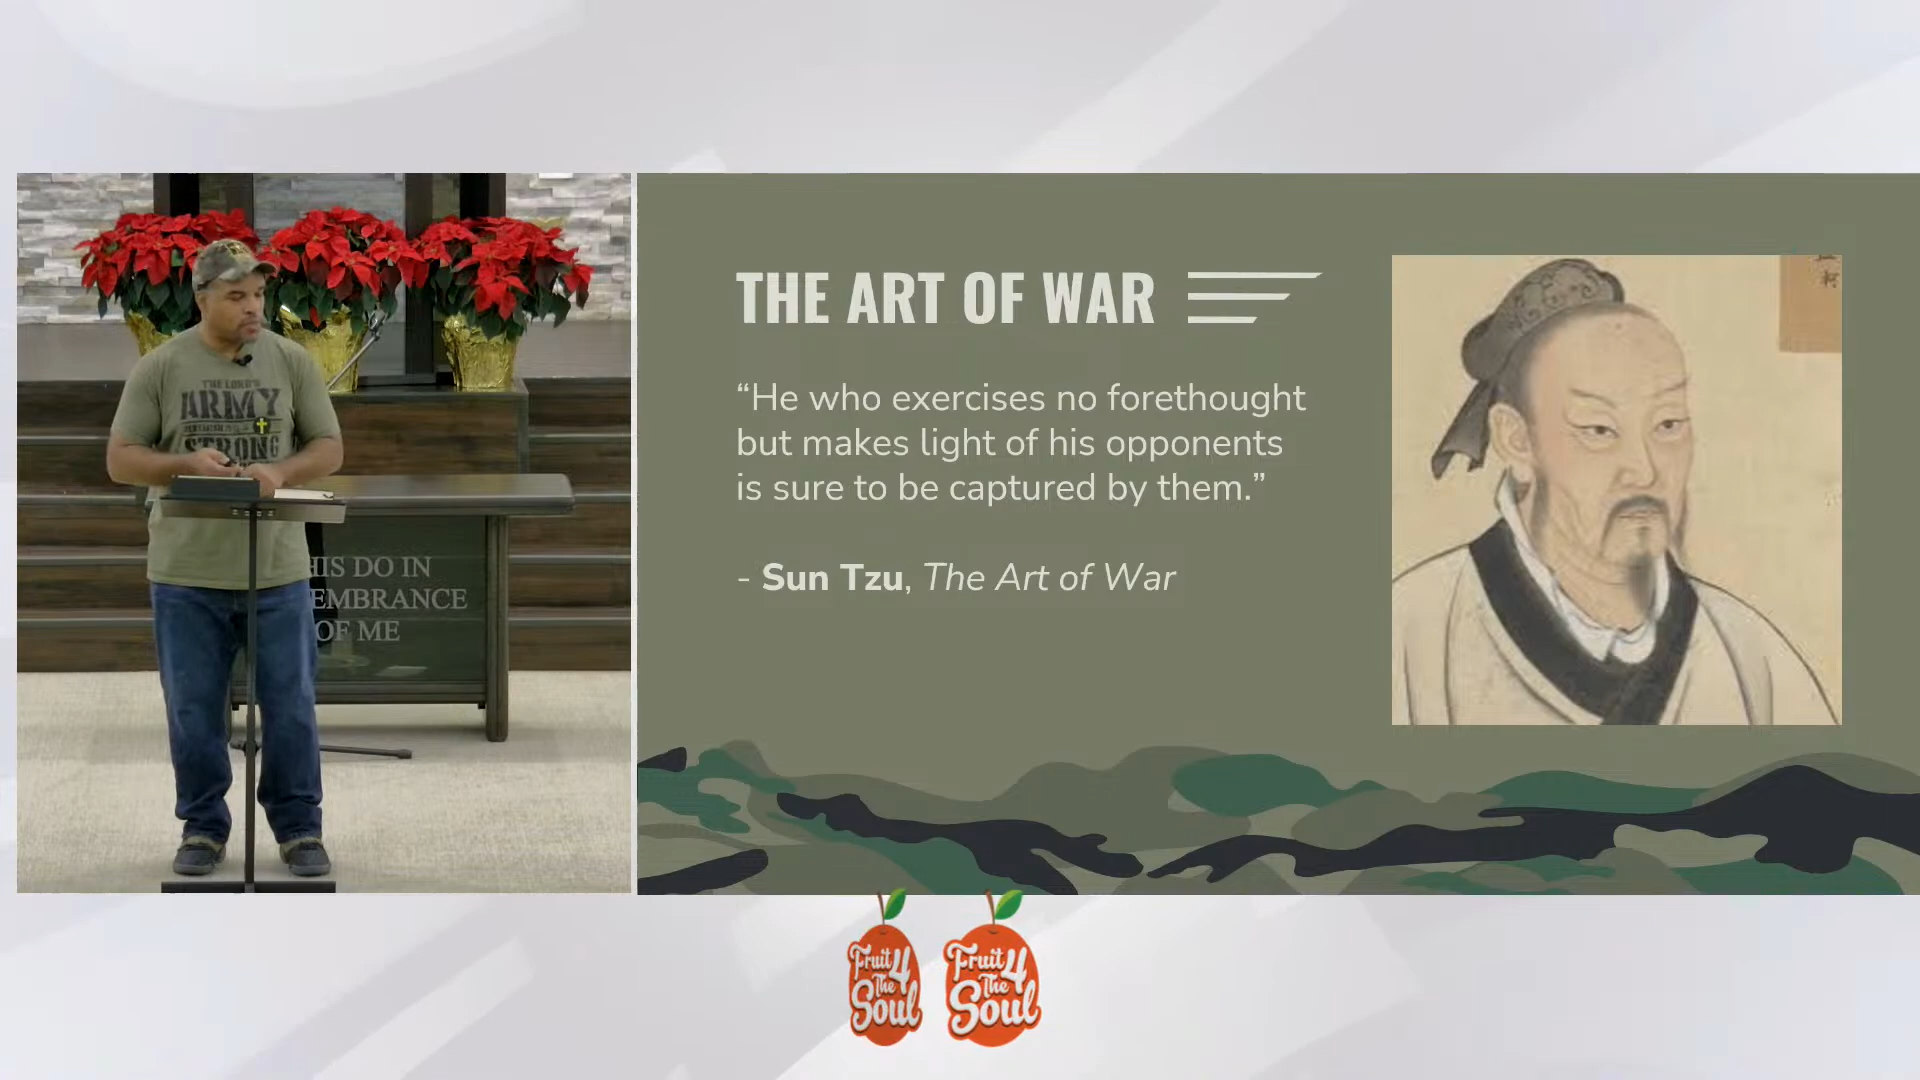 THE LORD'S
ARMY
STRONG
HIS DO IN
EMBRANCE
OF ME
THE ART OF WAR
“He who exercises no forethought
but makes light of his opponents
is sure to be captured by them.”
- Sun Tzu, The Art of War
Fruit 4
The
Soul
Fruit 4
The
Soul